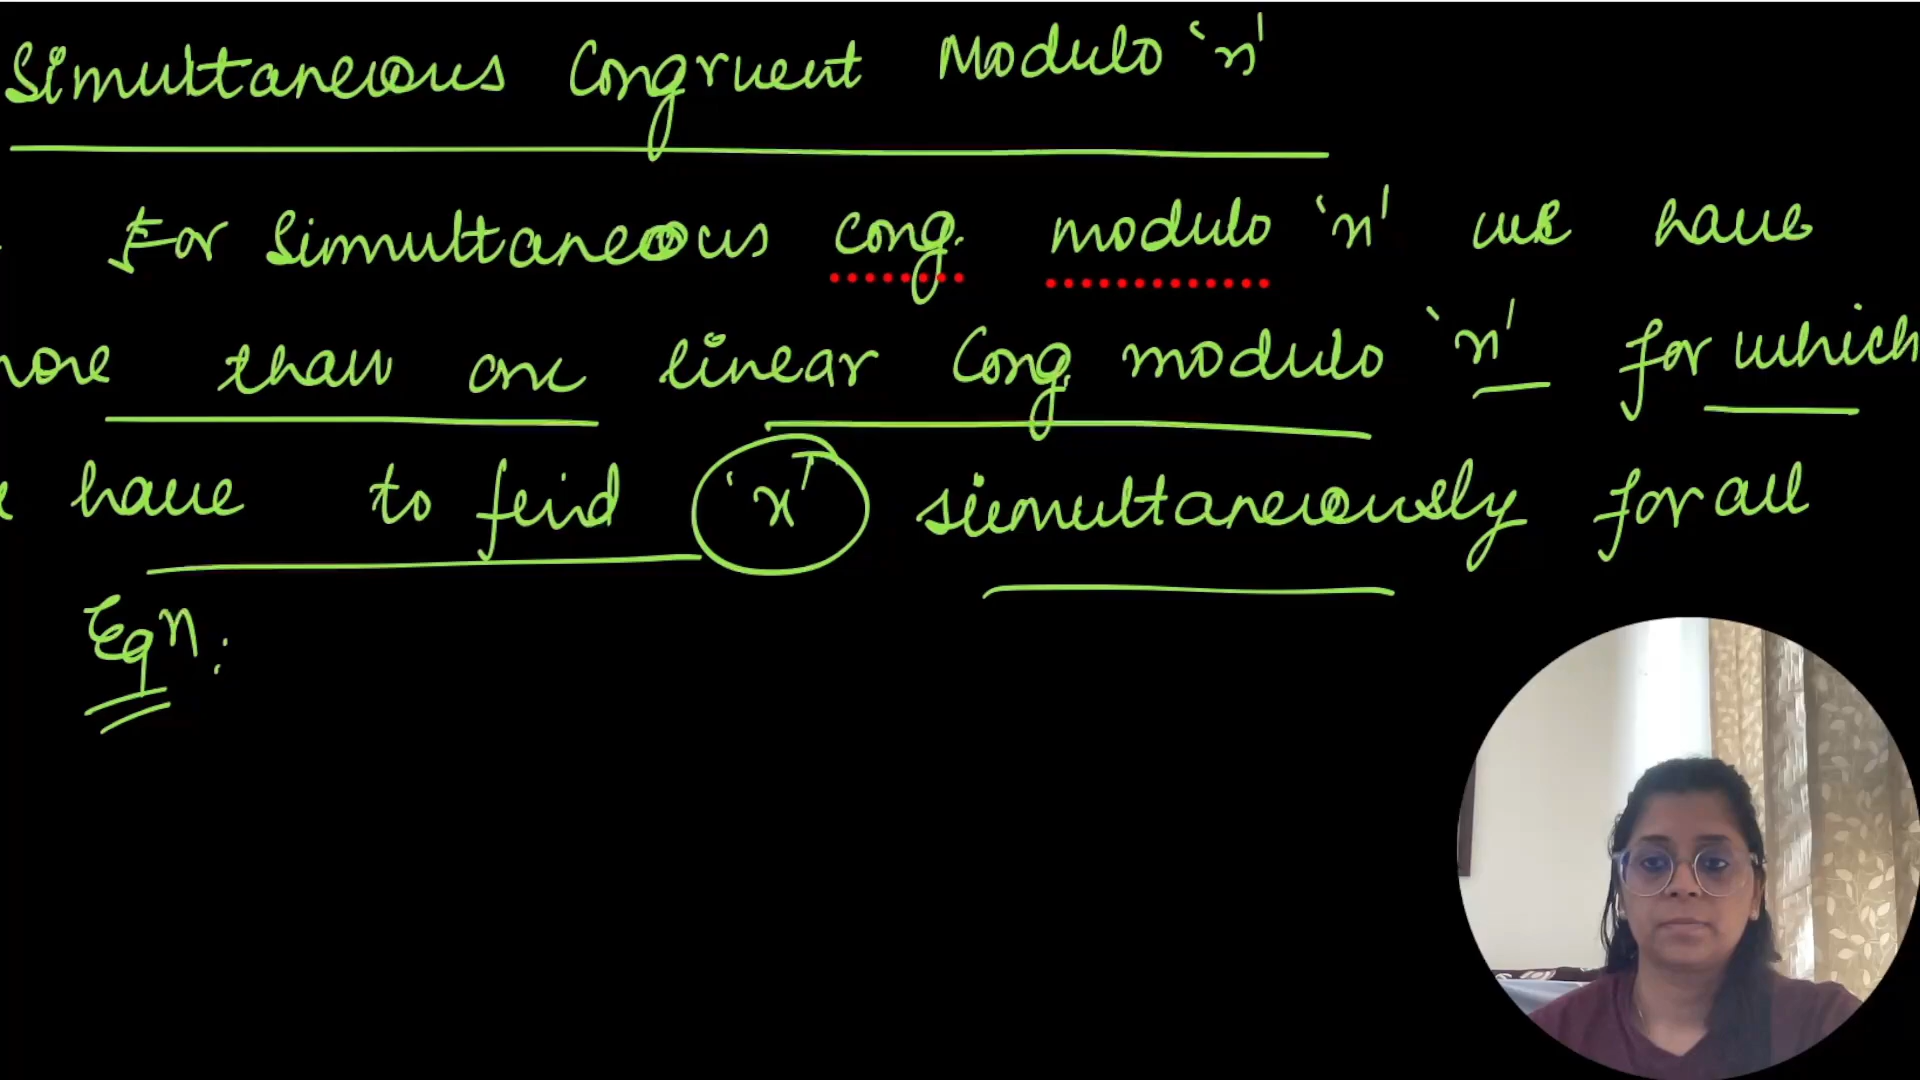 Simultaneous Congruent Modulo 'n'
For Simultaneous cong. modulo 'n' we have
more than one linear Cong. modulo 'n' for which
have to find 'x' simultaneously for all
Eqn.